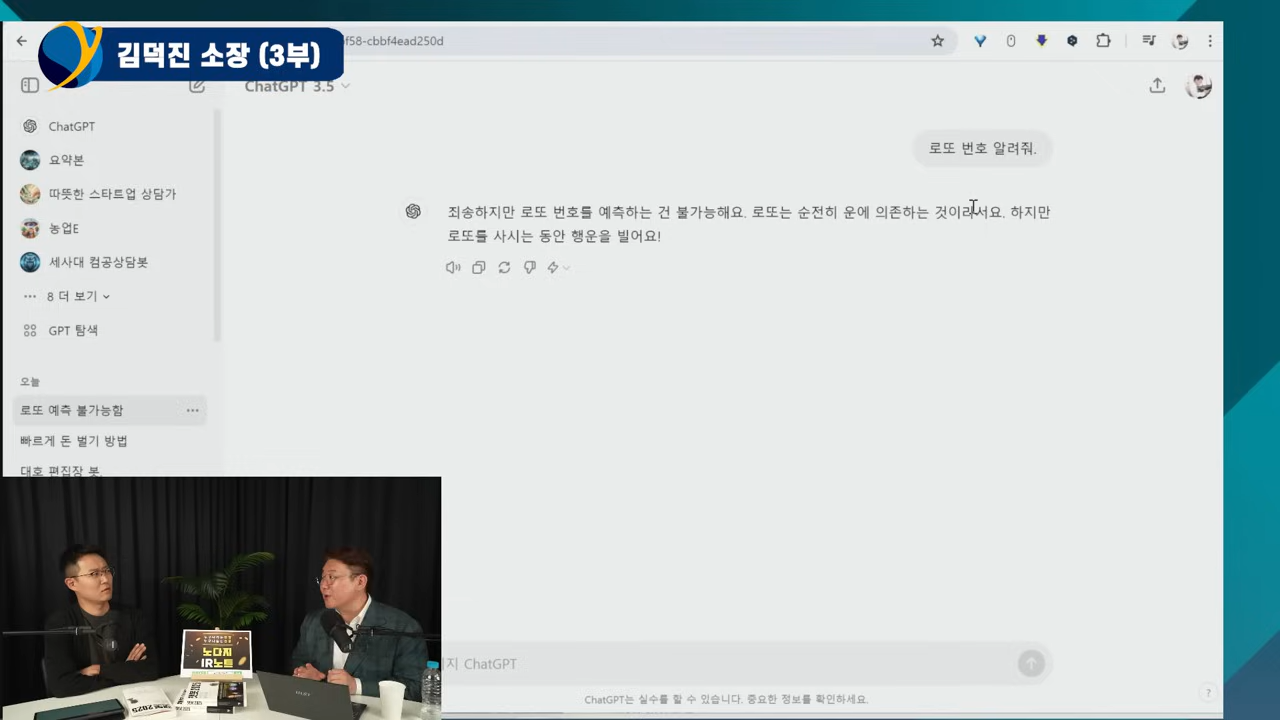 김덕진 소장 (3부)
f58-cbbf4ead250d
ChatGPT 3.5
ChatGPT
요약본
따뜻한 스타트업 상담가
농업E
세사대 컴공상담봇
8 더 보기
GPT 탐색
오늘
로또 예측 불가능함
빠르게 돈 벌기 방법
대호 편집장 봇.
로또 번호 알려줘.
죄송하지만 로또 번호를 예측하는 건 불가능해요. 로또는 순전히 운에 의존하는 것이라서요. 하지만
로또를 사시는 동안 행운을 빌어요!
지 ChatGPT
ChatGPT는 실수를 할 수 있습니다. 중요한 정보를 확인하세요.
?
노다지
IR노트